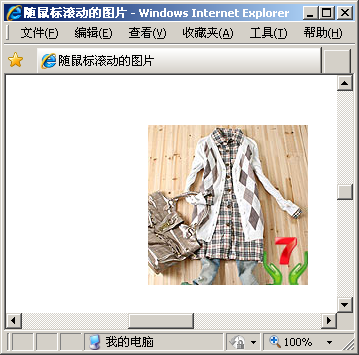 随鼠标滚动的图片 - Windows Internet Explorer
文件(F) 编辑(E) 查看(V) 收藏夹(A) 工具(T) 帮助(H)
随鼠标滚动的图片
7
我的电脑 100%